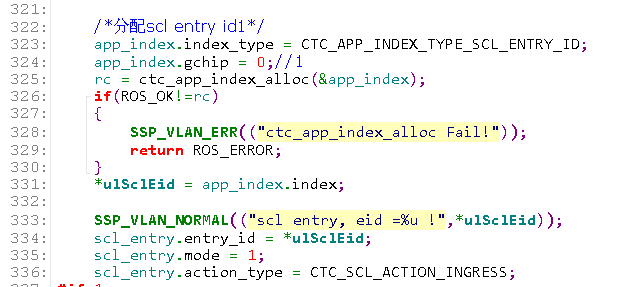 321:
322: /*分配scl entry id1*/
323: app_index.index_type = CTC_APP_INDEX_TYPE_SCL_ENTRY_ID;
324: app_index.gchip = 0;//1
325: rc = ctc_app_index_alloc(&app_index);
326: if(ROS_OK!=rc)
327: {
328: SSP_VLAN_ERR(("ctc_app_index_alloc Fail!"));
329: return ROS_ERROR;
330: }
331: *ulSclEid = app_index.index;
332:
333: SSP_VLAN_NORMAL(("scl entry, eid =%u !",*ulSclEid));
334: scl_entry.entry_id = *ulSclEid;
335: scl_entry.mode = 1;
336: scl_entry.action_type = CTC_SCL_ACTION_INGRESS;